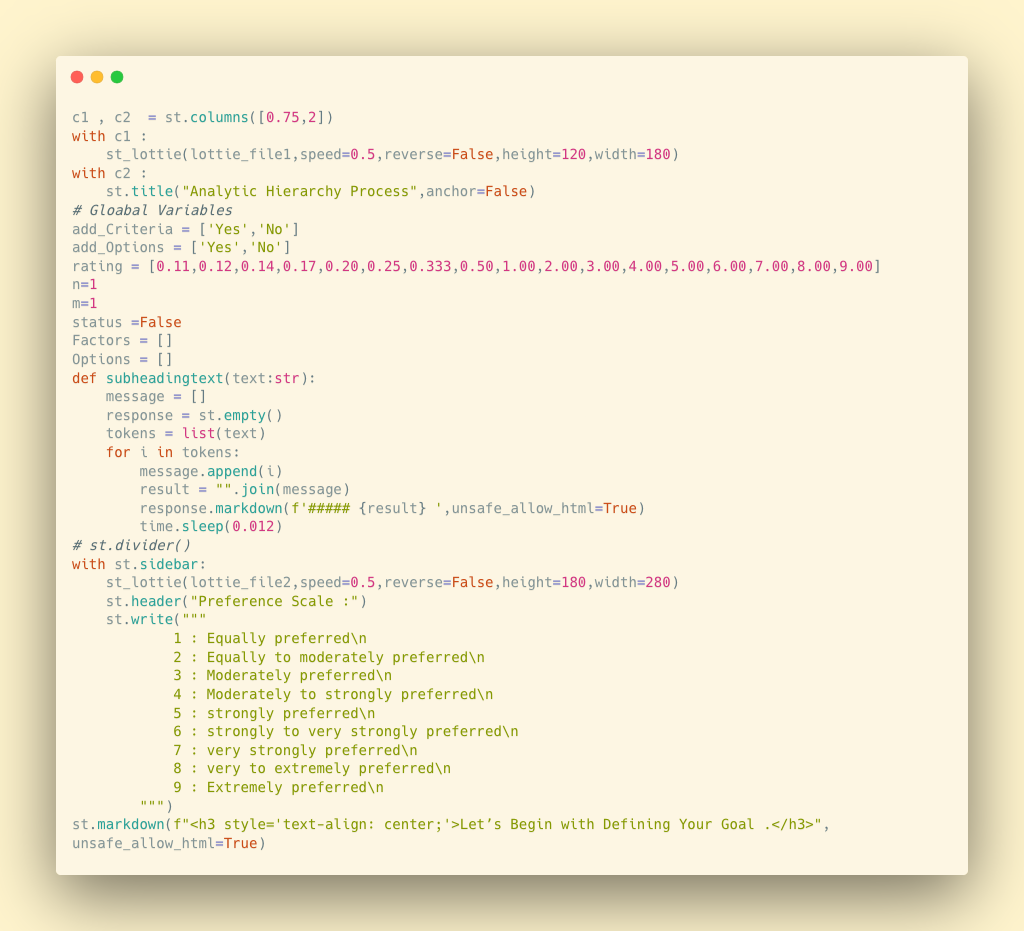 c1 , c2  = st.columns([0.75,2])
with c1 :
    st_lottie(lottie_file1,speed=0.5,reverse=False,height=120,width=180)
with c2 :
    st.title("Analytic Hierarchy Process",anchor=False)
# Gloabal Variables
add_Criteria = ['Yes','No']
add_Options = ['Yes','No']
rating = [0.11,0.12,0.14,0.17,0.20,0.25,0.333,0.50,1.00,2.00,3.00,4.00,5.00,6.00,7.00,8.00,9.00]
n=1
m=1
status =False
Factors = []
Options = []
def subheadingtext(text:str):
    message = []
    response = st.empty()
    tokens = list(text)
    for i in tokens:
        message.append(i)
        result = "".join(message)
        response.markdown(f'##### {result} ',unsafe_allow_html=True)
        time.sleep(0.012)
# st.divider()
with st.sidebar:
    st_lottie(lottie_file2,speed=0.5,reverse=False,height=180,width=280)
    st.header("Preference Scale :")
    st.write("""
            1 : Equally preferred\n
            2 : Equally to moderately preferred\n
            3 : Moderately preferred\n
            4 : Moderately to strongly preferred\n
            5 : strongly preferred\n
            6 : strongly to very strongly preferred\n
            7 : very strongly preferred\n
            8 : very to extremely preferred\n
            9 : Extremely preferred\n
        """)
st.markdown(f"<h3 style='text-align: center;'>Let’s Begin with Defining Your Goal .</h3>",
unsafe_allow_html=True)